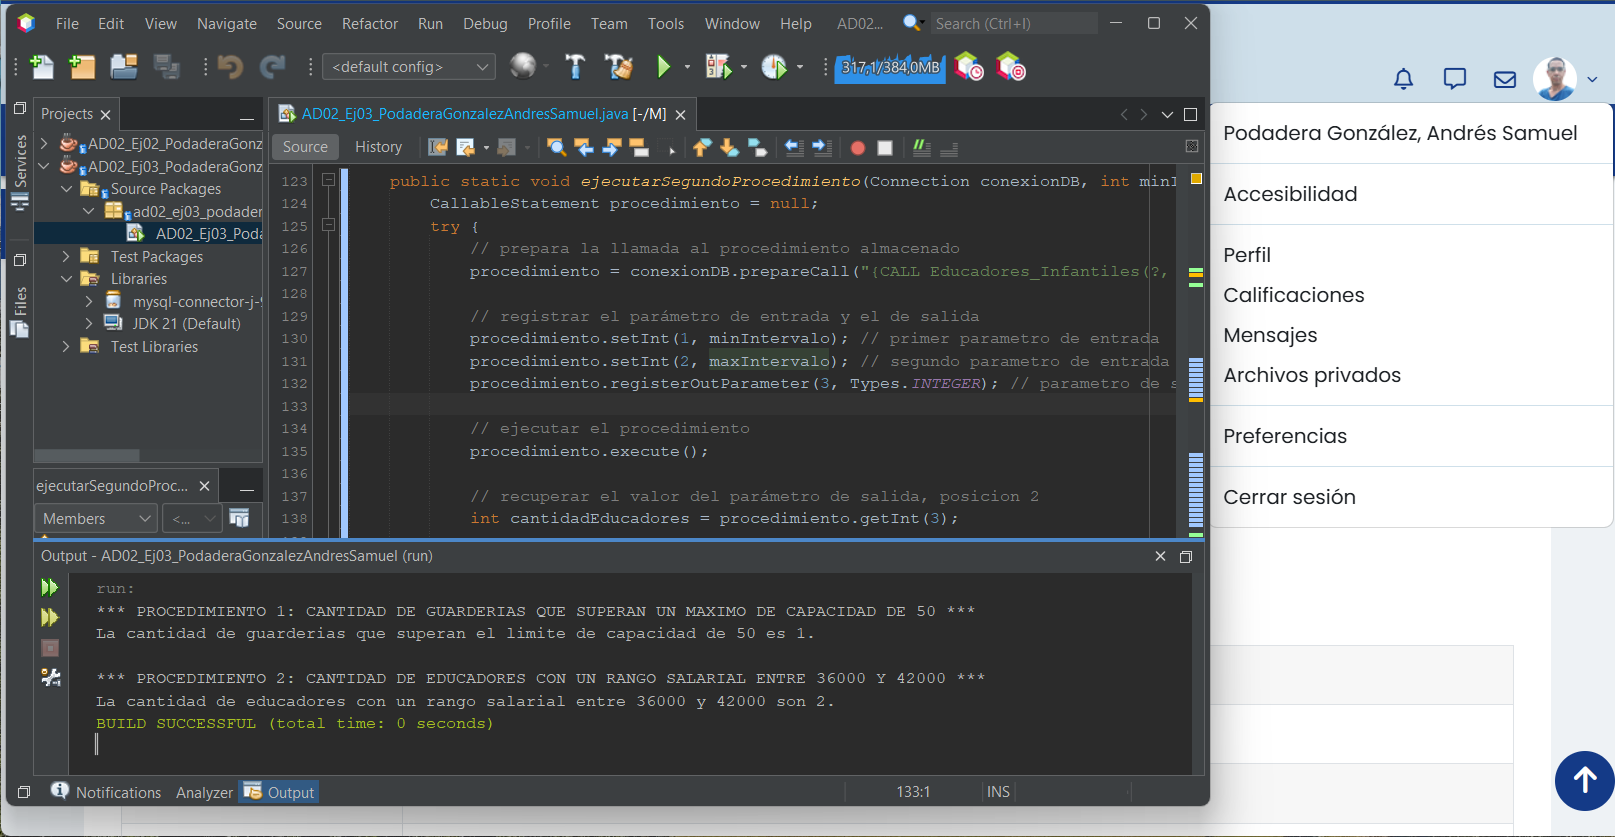 File Edit View Navigate Source Refactor Run Debug Profile Team Tools Window Help AD02... Search (Ctrl+I)
<default config> 317,1/384,0MB
Projects
AD02_Ej03_PodaderaGonzalezAndresSamuel.java [-/M]
Services
Files
AD02_Ej02_PodaderaGonz
AD02_Ej03_PodaderaGonz
Source Packages
ad02_ej03_podader
AD02_Ej03_Poda
Test Packages
Libraries
mysql-connector-j-9
JDK 21 (Default)
Test Libraries
ejecutarSegundoProc...
Members <...
Source History
123 public static void ejecutarSegundoProcedimiento(Connection conexionDB, int minI
124 CallableStatement procedimiento = null;
125 try {
126 // prepara la llamada al procedimiento almacenado
127 procedimiento = conexionDB.prepareCall("{CALL Educadores_Infantiles(?,
128
129 // registrar el parámetro de entrada y el de salida
130 procedimiento.setInt(1, minIntervalo); // primer parametro de entrada
131 procedimiento.setInt(2, maxIntervalo); // segundo parametro de entrada
132 procedimiento.registerOutParameter(3, Types.INTEGER); // parametro de s
133
134 // ejecutar el procedimiento
135 procedimiento.execute();
136
137 // recuperar el valor del parámetro de salida, posicion 2
138 int cantidadEducadores = procedimiento.getInt(3);
Output - AD02_Ej03_PodaderaGonzalezAndresSamuel (run)
run:
*** PROCEDIMIENTO 1: CANTIDAD DE GUARDERIAS QUE SUPERAN UN MAXIMO DE CAPACIDAD DE 50 ***
La cantidad de guarderias que superan el limite de capacidad de 50 es 1.
*** PROCEDIMIENTO 2: CANTIDAD DE EDUCADORES CON UN RANGO SALARIAL ENTRE 36000 Y 42000 ***
La cantidad de educadores con un rango salarial entre 36000 y 42000 son 2.
BUILD SUCCESSFUL (total time: 0 seconds)
Notifications Analyzer Output 133:1 INS
Podadera González, Andrés Samuel
Accesibilidad
Perfil
Calificaciones
Mensajes
Archivos privados
Preferencias
Cerrar sesión